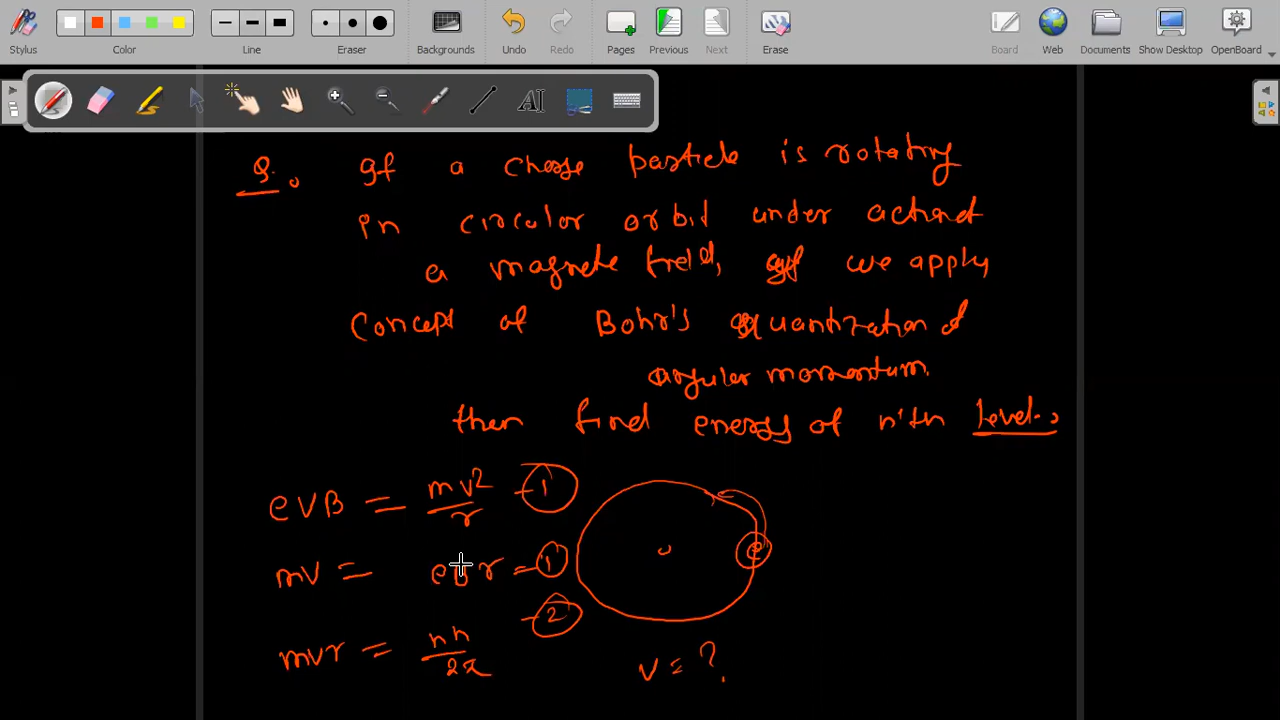 Stylus
Color
Line
Eraser
Backgrounds
Undo
Redo
Pages
Previous
Next
Erase
Board
Web
Documents
Show Desktop
OpenBoard
AI
Q. If a charge particle is rotating
in circular orbit under action of
a magnetic field, if we apply
concept of Bohr's quantization of
angular momentum.
then find energy of n'th level.
evB = mv²/r - 1
mv = eBr = 1
- 2
mvr = nh/2π
v = ?